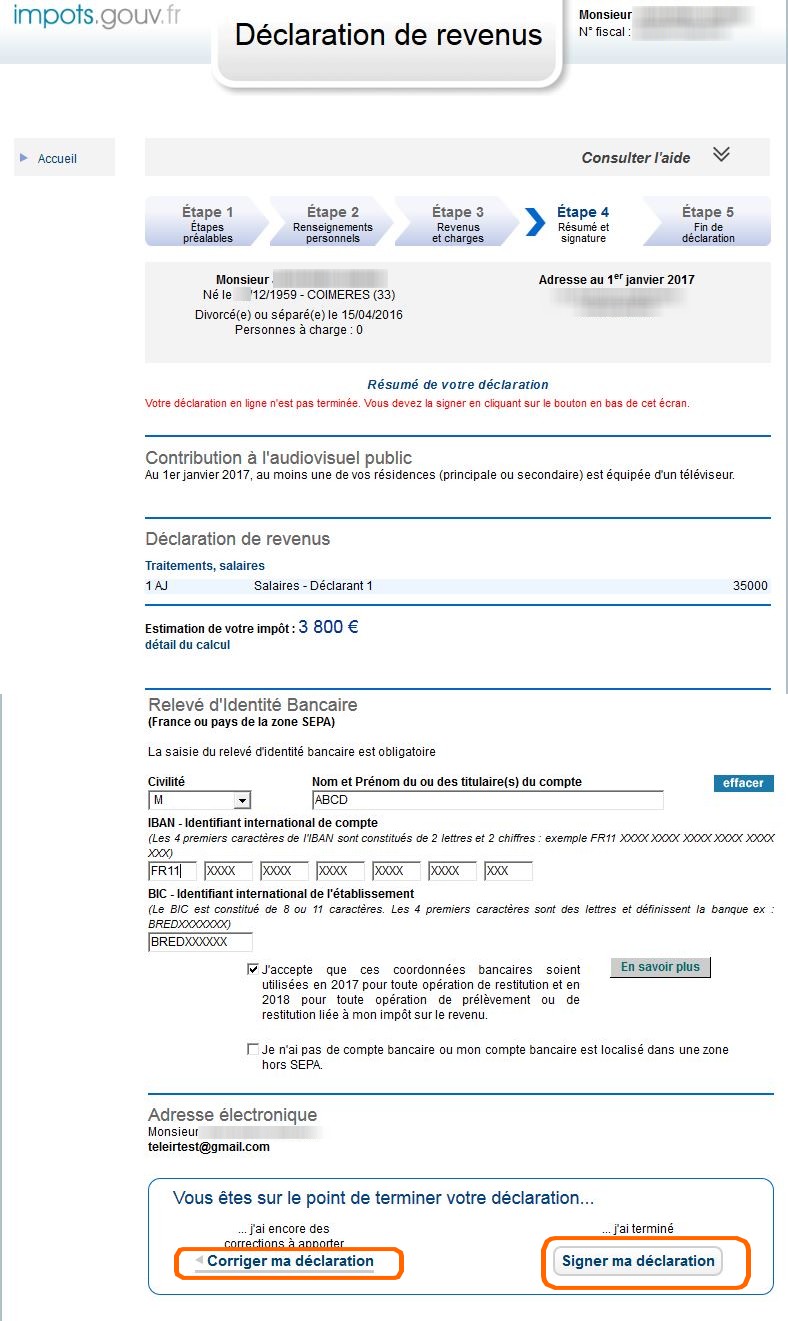 impots.gouv.fr
Déclaration de revenus
Monsieur
N° fiscal :
Accueil
Consulter l'aide
Étape 1
Étapes
préalables
Étape 2
Renseignements
personnels
Étape 3
Revenus
et charges
Étape 4
Résumé et
signature
Étape 5
Fin de
déclaration
Monsieur
Né le /12/1959 - COIMERES (33)
Divorcé(e) ou séparé(e) le 15/04/2016
Personnes à charge : 0
Adresse au 1er janvier 2017
Résumé de votre déclaration
Votre déclaration en ligne n'est pas terminée. Vous devez la signer en cliquant sur le bouton en bas de cet écran.
Contribution à l'audiovisuel public
Au 1er janvier 2017, au moins une de vos résidences (principale ou secondaire) est équipée d'un téléviseur.
Déclaration de revenus
Traitements, salaires
1 AJ Salaires - Déclarant 1 35000
Estimation de votre impôt : 3 800 €
détail du calcul
Relevé d'Identité Bancaire
(France ou pays de la zone SEPA)
La saisie du relevé d'identité bancaire est obligatoire
Civilité Nom et Prénom du ou des titulaire(s) du compte effacer
M ABCD
IBAN - Identifiant international de compte
(Les 4 premiers caractères de l'IBAN sont constitués de 2 lettres et 2 chiffres : exemple FR11 XXXX XXXX XXXX XXXX XXXX
XXX)
FR11 XXXX XXXX XXXX XXXX XXXX XXX
BIC - Identifiant international de l'établissement
(Le BIC est constitué de 8 ou 11 caractères. Les 4 premiers caractères sont des lettres et définissent la banque ex :
BREDXXXXXXX)
BREDXXXXXX
J'accepte que ces coordonnées bancaires soient
utilisées en 2017 pour toute opération de restitution et en
2018 pour toute opération de prélèvement ou de
restitution liée à mon impôt sur le revenu.
En savoir plus
Je n'ai pas de compte bancaire ou mon compte bancaire est localisé dans une zone
hors SEPA.
Adresse électronique
Monsieur
teleirtest@gmail.com
Vous êtes sur le point de terminer votre déclaration...
... j'ai encore des
corrections à apporter
Corriger ma déclaration
... j'ai terminé
Signer ma déclaration